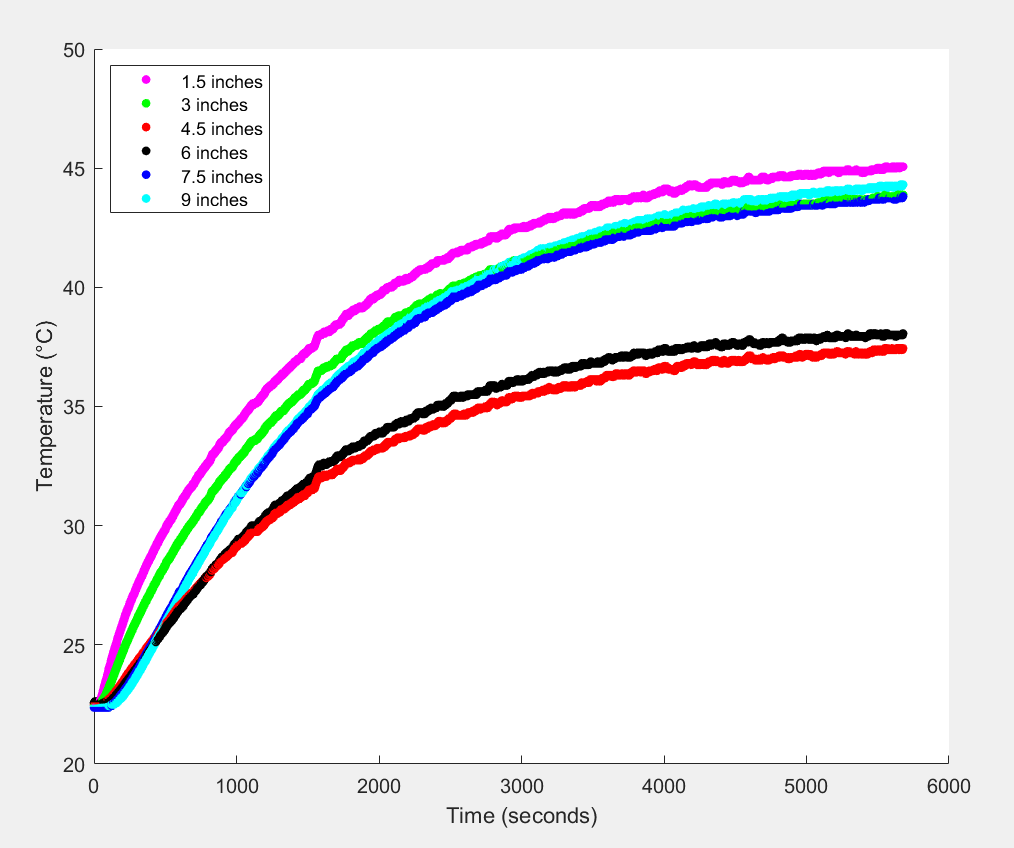 50
45
40
35
30
25
20
Temperature (°C)
1.5 inches
3 inches
4.5 inches
6 inches
7.5 inches
9 inches
0 1000 2000 3000 4000 5000 6000
Time (seconds)